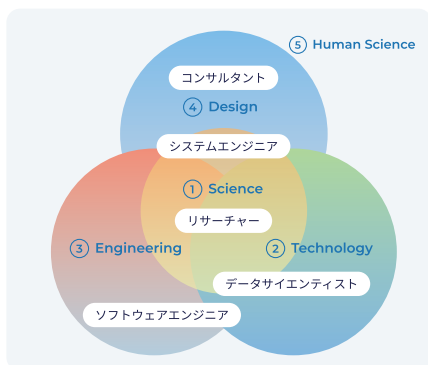 ⑤ Human Science
コンサルタント
④ Design
システムエンジニア
① Science
リサーチャー
③ Engineering
② Technology
データサイエンティスト
ソフトウェアエンジニア